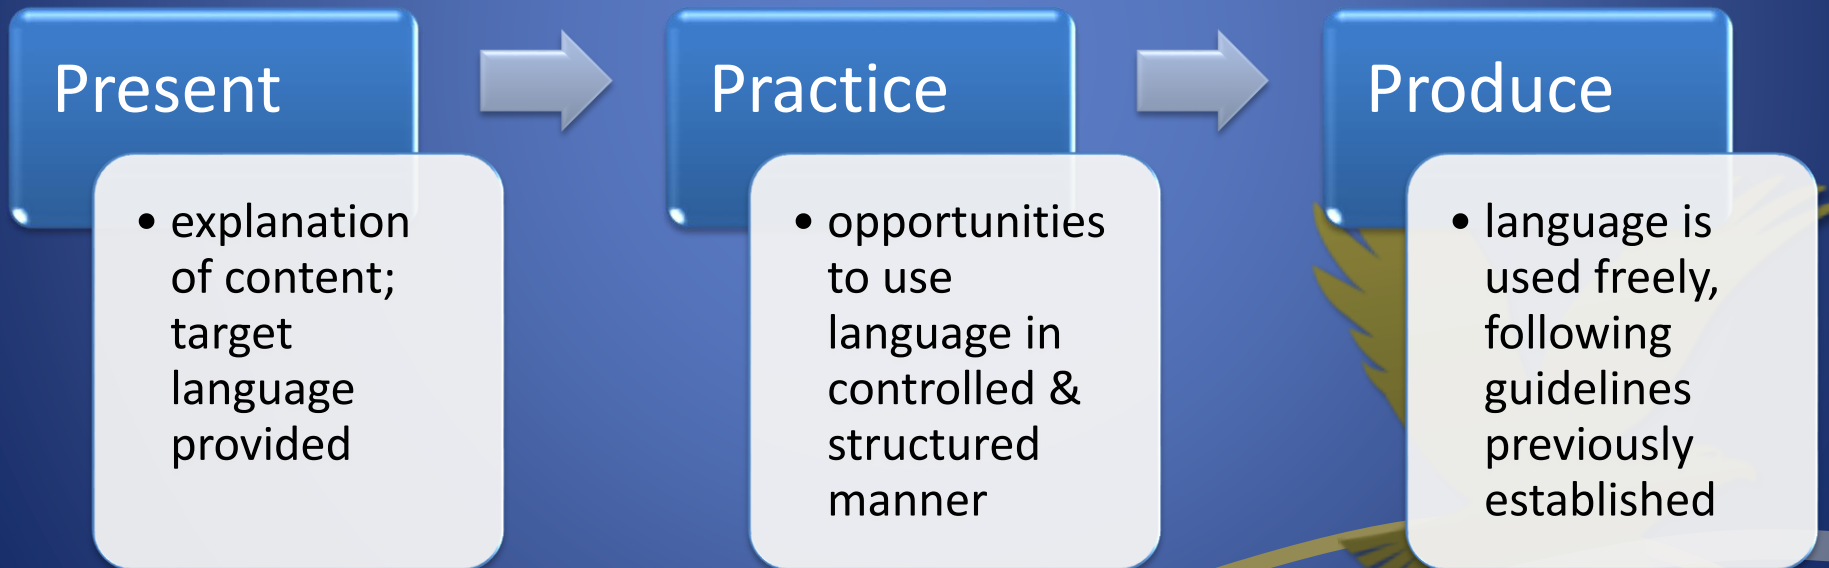 Present
• explanation
of content;
target
language
provided
Practice
• opportunities
to use
language in
controlled &
structured
manner
Produce
• language is
used freely,
following
guidelines
previously
established